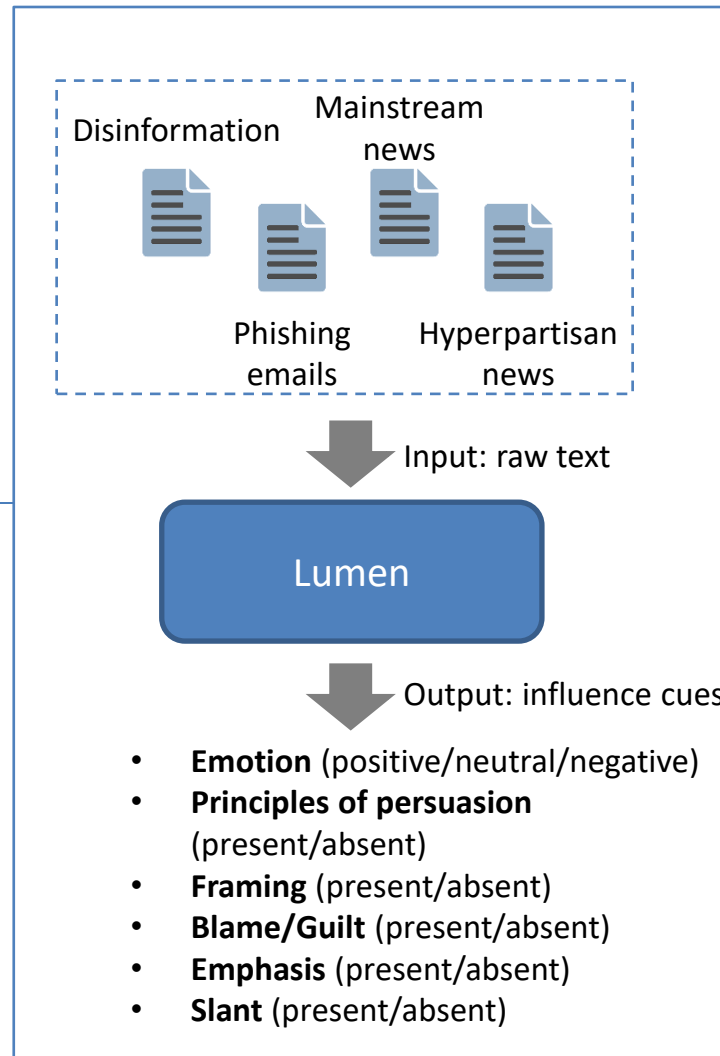 Disinformation
Mainstream
news
Phishing
emails
Hyperpartisan
news
Input: raw text
Lumen
Output: influence cues
• Emotion (positive/neutral/negative)
• Principles of persuasion
(present/absent)
• Framing (present/absent)
• Blame/Guilt (present/absent)
• Emphasis (present/absent)
• Slant (present/absent)